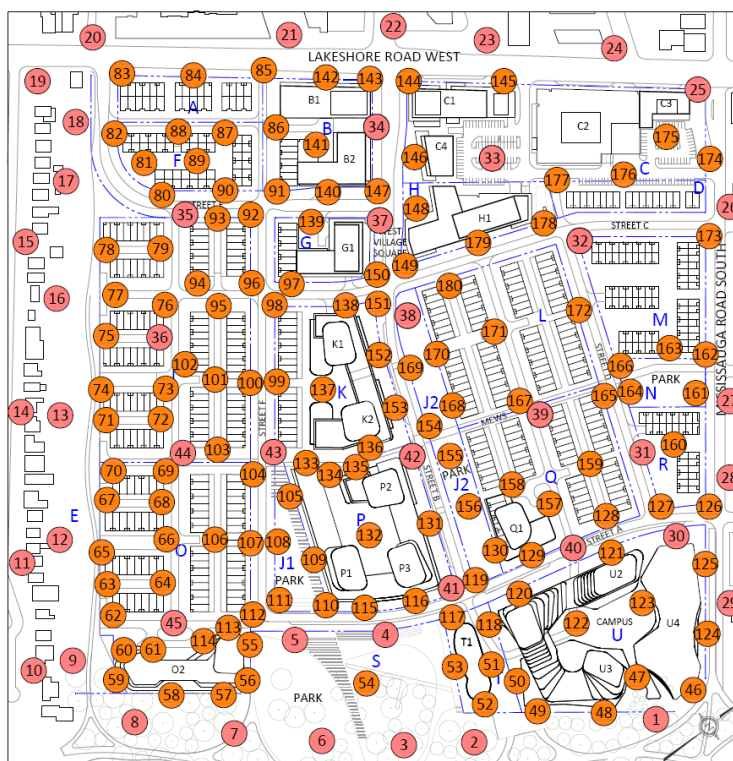 20 21 22 23 24
LAKESHORE ROAD WEST
19 83 84 85 142 143 144 145 25
B1 C1 C3
A
18 82 88 87 86 B 34 C2 175
141 C4 33
81 F 89 B2 146 174
17 80 90 91 140 147 H 177 176 C D
STREET E
35 93 92 139 37 148 H1 178 26
G G1 WEST VILLAGE SQUARE STREET C
15 78 79 149 179 32 173
150
77 94 96 97 180
16 76 95 98 138 151 38 L 172 M
75 36 K1 171 MISSISSAUGA ROAD SOUTH
152 170 163 162
102 169 STREET 166
74 73 101 100 99 137 K PARK
14 13 153 J2 168 167 165 164 N 161 27
71 72 STREET F K2 154 MEWS 39
103 136 160
44 43 42 155 31 R
70 69 104 133 134 135 PARK 159
P2 STREET B J2 158 Q 28
67 68 105 156 157
E P 131 Q1 128 127 126
12 66 106 107 108 132 STREET A 30
65 O 130 129 40 121
11 64 J1 109 P1 P3 U2 125
63 PARK 41 119 120
62 112 111 110 115 116 123 29
45 113 117 118 122 CAMPUS U U4 124
114 5 4 T1
60 61 55 S
9 O2 53 51 U3
10 59 56 54 T 50 47 46
58 57 PARK 52 49 48
8 7 6 3 2 1